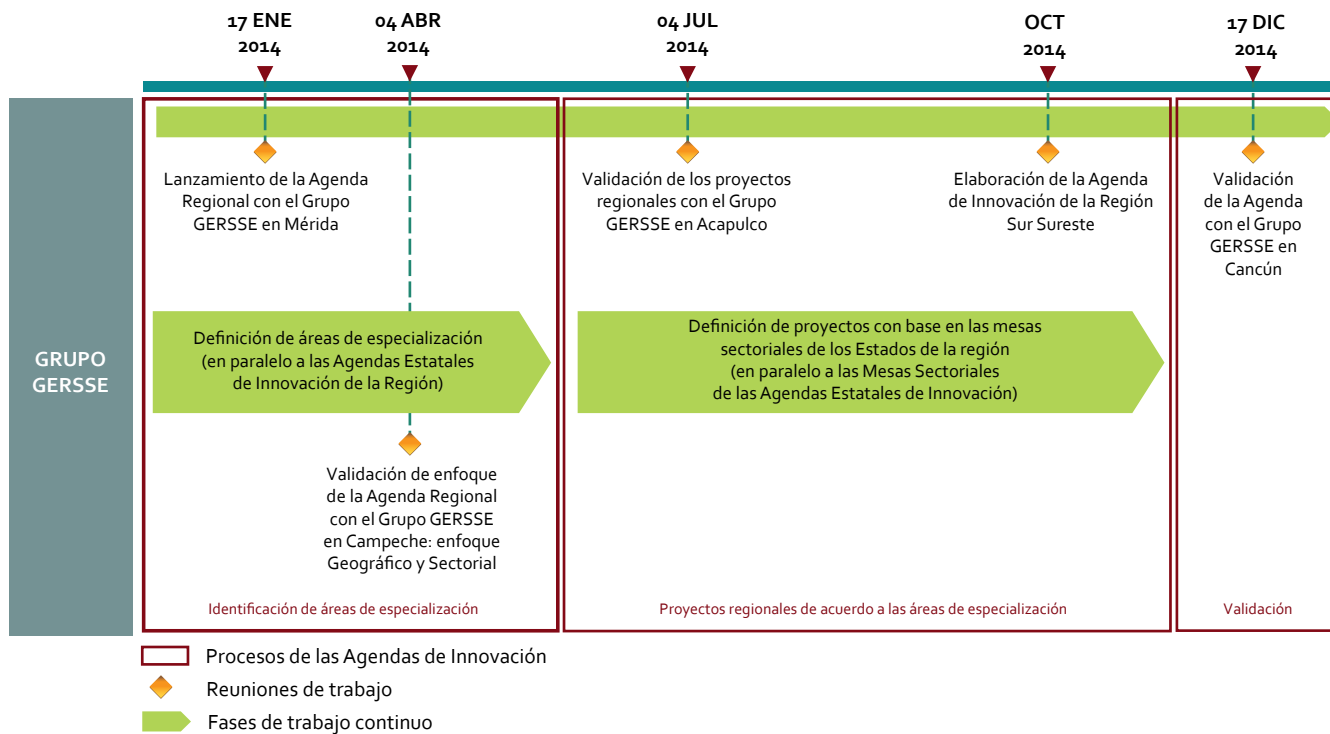 17 ENE
2014
04 ABR
2014
04 JUL
2014
OCT
2014
17 DIC
2014
GRUPO
GERSSE
Lanzamiento de la Agenda
Regional con el Grupo
GERSSE en Mérida
Validación de los proyectos
regionales con el Grupo
GERSSE en Acapulco
Elaboración de la Agenda
de Innovación de la Región
Sur Sureste
Validación
de la Agenda
con el Grupo
GERSSE en
Cancún
Definición de áreas de especialización
(en paralelo a las Agendas Estatales
de Innovación de la Región)
Definición de proyectos con base en las mesas
sectoriales de los Estados de la región
(en paralelo a las Mesas Sectoriales
de las Agendas Estatales de Innovación)
Validación de enfoque
de la Agenda Regional
con el Grupo GERSSE
en Campeche: enfoque
Geográfico y Sectorial
Identificación de áreas de especialización
Proyectos regionales de acuerdo a las áreas de especialización
Validación
Procesos de las Agendas de Innovación
Reuniones de trabajo
Fases de trabajo continuo